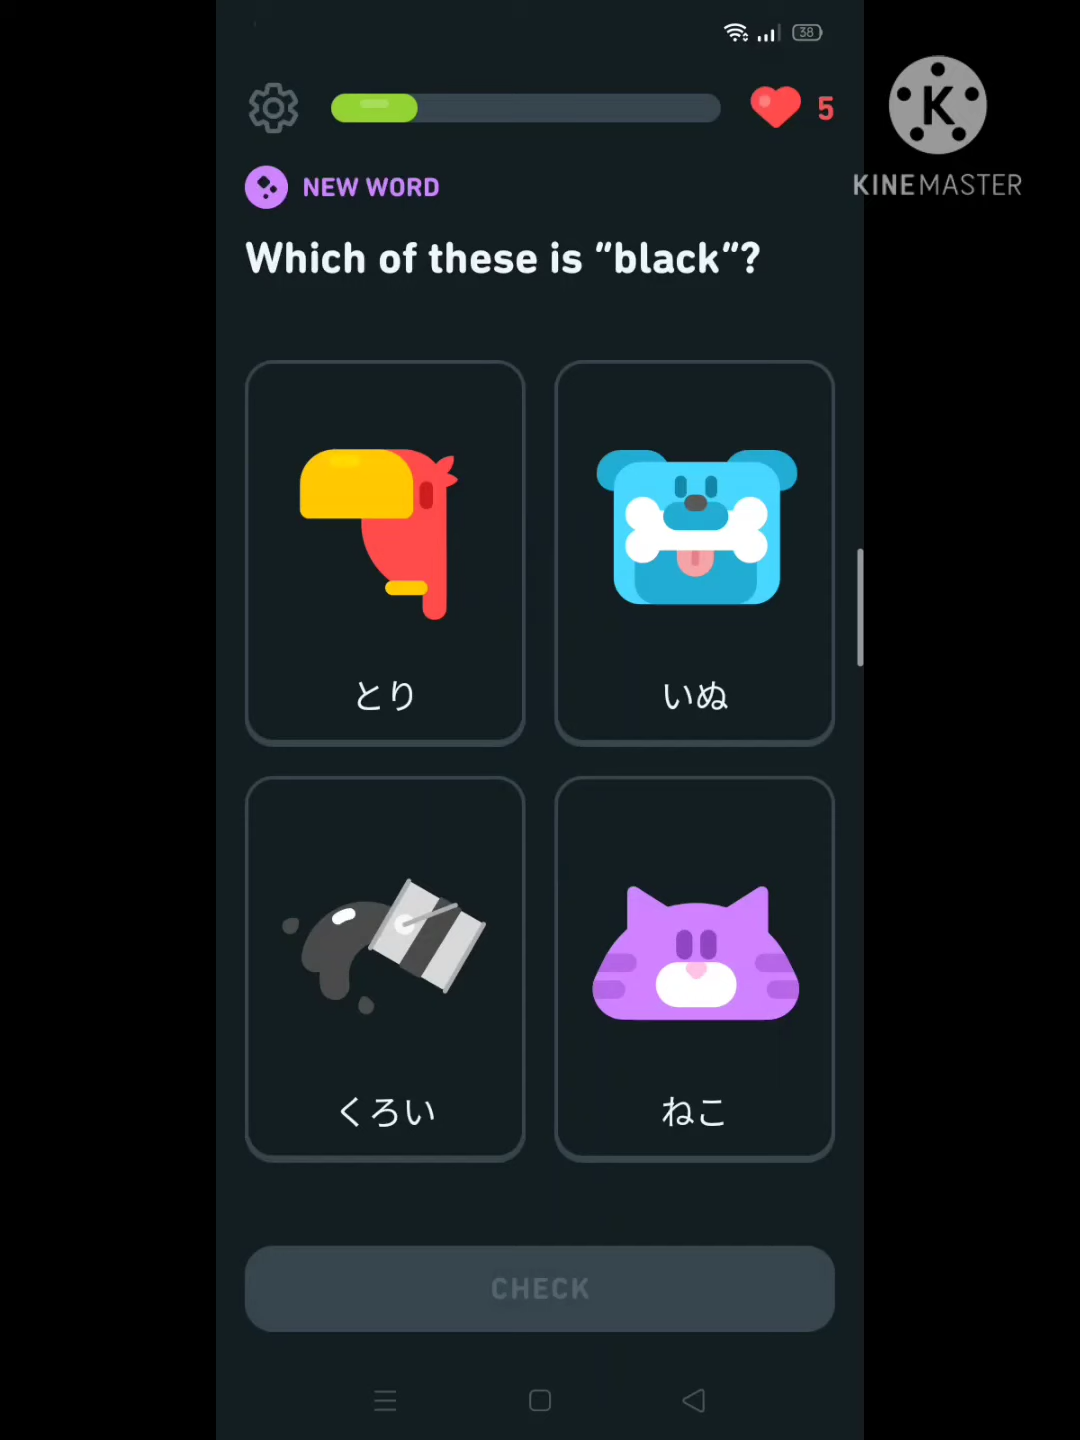 38
5
KINEMASTER
NEW WORD
Which of these is “black”?
とり
いぬ
くろい
ねこ
CHECK